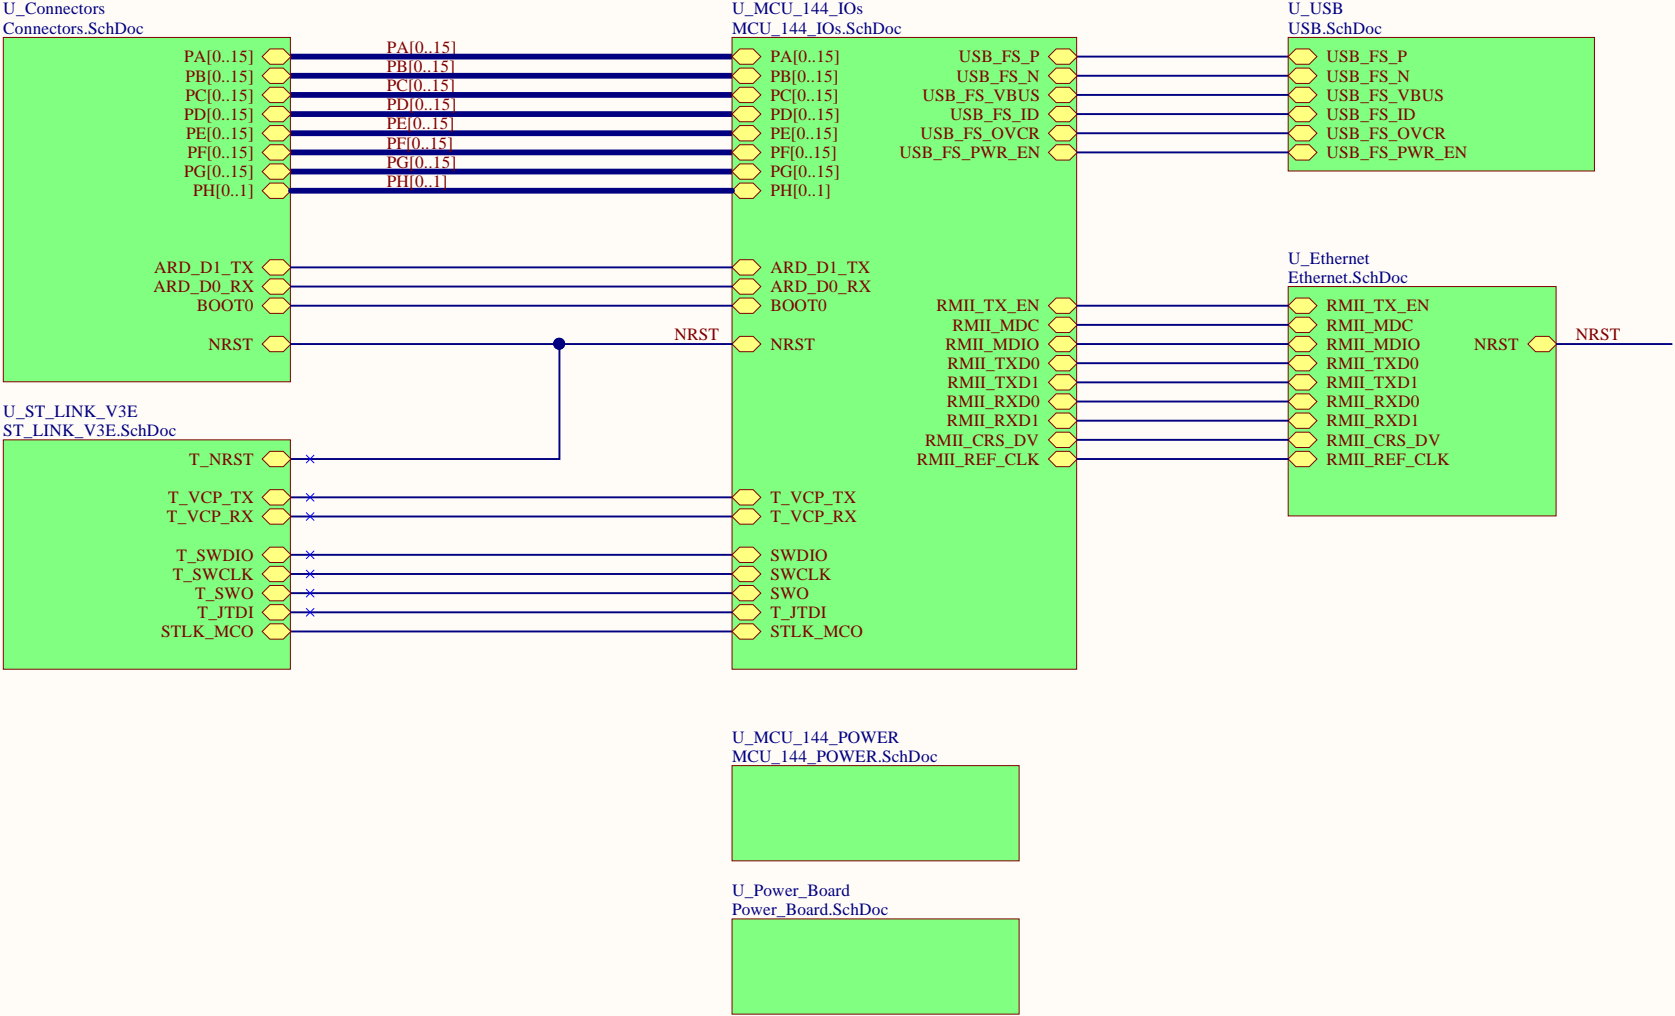 U_Connectors
Connectors.SchDoc
PA[0..15]
PB[0..15]
PC[0..15]
PD[0..15]
PE[0..15]
PF[0..15]
PG[0..15]
PH[0..1]
ARD_D1_TX
ARD_D0_RX
BOOT0
NRST
PA[0..15]
PB[0..15]
PC[0..15]
PD[0..15]
PE[0..15]
PF[0..15]
PG[0..15]
PH[0..1]
NRST
U_ST_LINK_V3E
ST_LINK_V3E.SchDoc
T_NRST
T_VCP_TX
T_VCP_RX
T_SWDIO
T_SWCLK
T_SWO
T_JTDI
STLK_MCO
U_MCU_144_IOs
MCU_144_IOs.SchDoc
PA[0..15]
PB[0..15]
PC[0..15]
PD[0..15]
PE[0..15]
PF[0..15]
PG[0..15]
PH[0..1]
ARD_D1_TX
ARD_D0_RX
BOOT0
NRST
T_VCP_TX
T_VCP_RX
SWDIO
SWCLK
SWO
T_JTDI
STLK_MCO
USB_FS_P
USB_FS_N
USB_FS_VBUS
USB_FS_ID
USB_FS_OVCR
USB_FS_PWR_EN
RMII_TX_EN
RMII_MDC
RMII_MDIO
RMII_TXD0
RMII_TXD1
RMII_RXD0
RMII_RXD1
RMII_CRS_DV
RMII_REF_CLK
U_USB
USB.SchDoc
USB_FS_P
USB_FS_N
USB_FS_VBUS
USB_FS_ID
USB_FS_OVCR
USB_FS_PWR_EN
U_Ethernet
Ethernet.SchDoc
RMII_TX_EN
RMII_MDC
RMII_MDIO
RMII_TXD0
RMII_TXD1
RMII_RXD0
RMII_RXD1
RMII_CRS_DV
RMII_REF_CLK
NRST
NRST
U_MCU_144_POWER
MCU_144_POWER.SchDoc
U_Power_Board
Power_Board.SchDoc